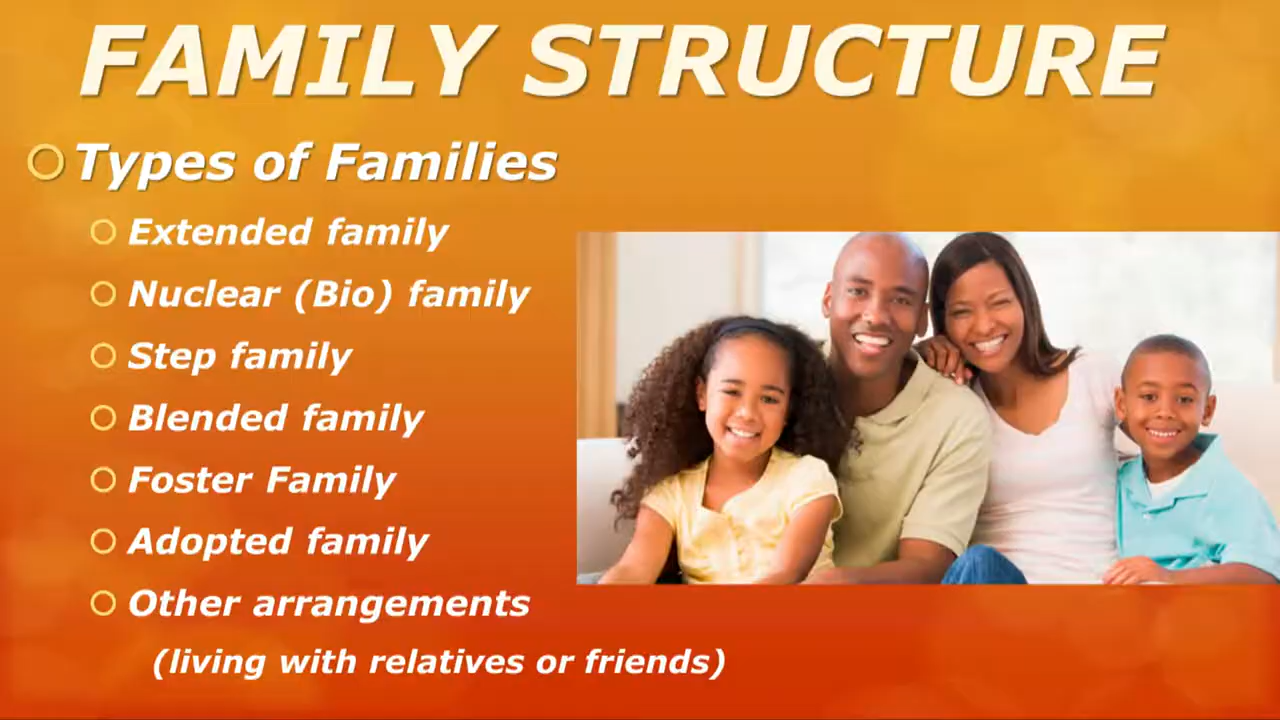 FAMILY STRUCTURE
Types of Families
Extended family
Nuclear (Bio) family
Step family
Blended family
Foster Family
Adopted family
Other arrangements
(living with relatives or friends)